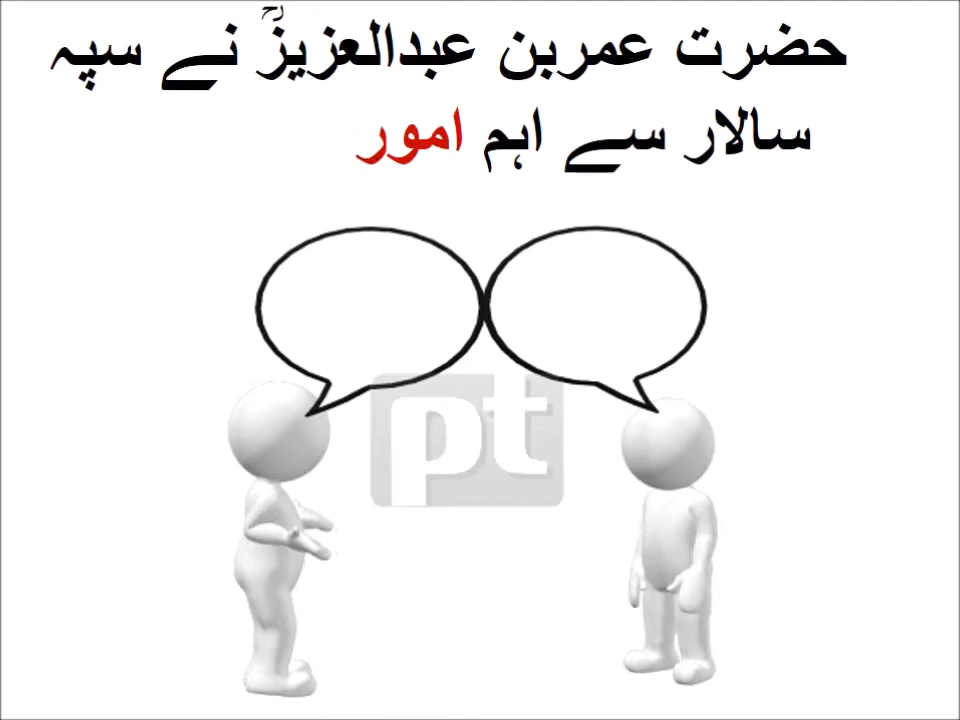 حضرت عمربن عبدالعزیزؒ نے سپہ
سالار سے اہم امور
pt